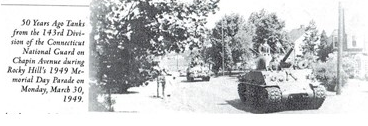 50 Years Ago Tanks
from the 143rd Divi-
sion of the Connecticut
National Guard on
Chapin Avenue during
Rocky Hill's 1949 Me-
morial Day Parade on
Monday, March 30,
1949.